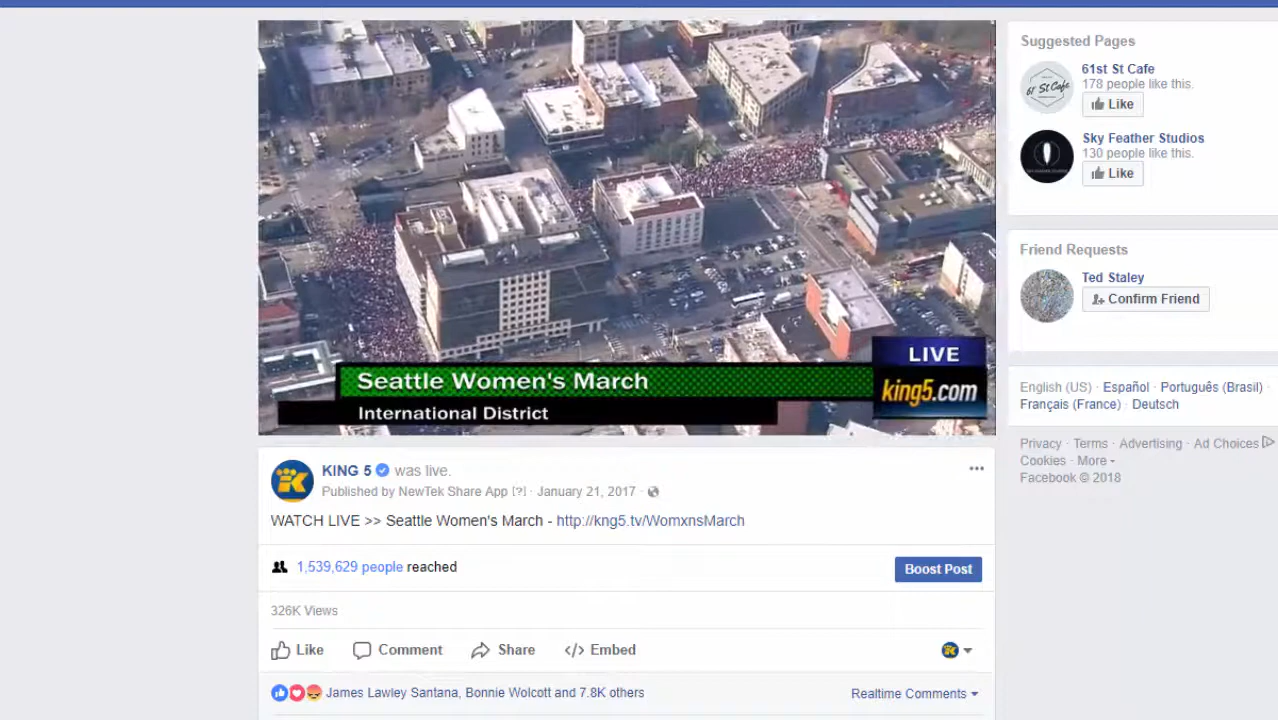 Seattle Women's March
International District
LIVE
king5.com
KING 5 was live.
Published by NewTek Share App [?] · January 21, 2017 ·
WATCH LIVE >> Seattle Women's March - http://kng5.tv/WomxnsMarch
1,539,629 people reached
Boost Post
326K Views
Like
Comment
Share
Embed
James Lawley Santana, Bonnie Wolcott and 7.8K others
Realtime Comments
Suggested Pages
61 St Cafe
61st St Cafe
178 people like this.
Like
Sky Feather Studios
130 people like this.
Like
Friend Requests
Ted Staley
Confirm Friend
English (US) · Español · Português (Brasil) ·
Français (France) · Deutsch
Privacy · Terms · Advertising · Ad Choices
Cookies · More
Facebook © 2018